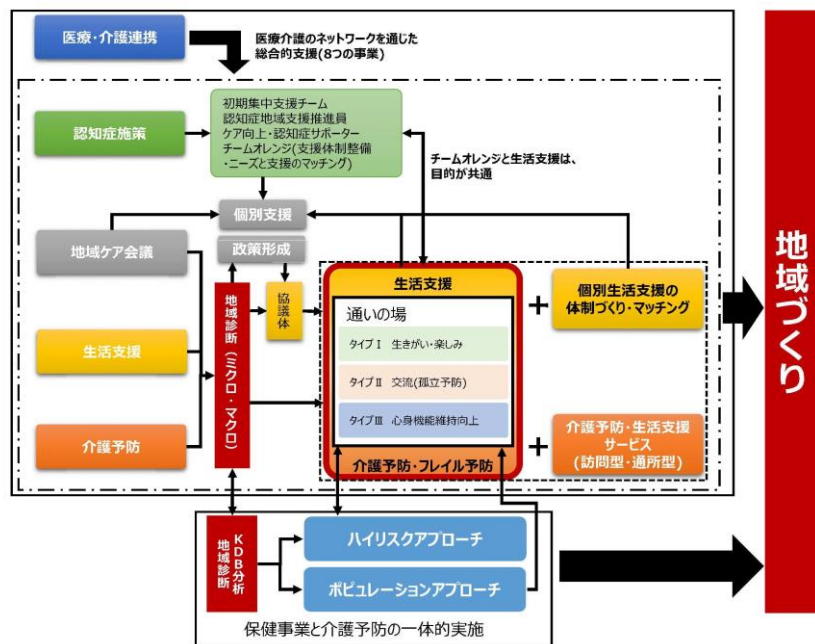 医療・介護連携
医療介護のネットワークを通じた
総合的支援(8つの事業)
認知症施策
初期集中支援チーム
認知症地域支援推進員
ケア向上・認知症サポーター
チームオレンジ(支援体制整備
・ニーズと支援のマッチング)
チームオレンジと生活支援は、
目的が共通
個別支援
地域ケア会議
政策形成
地域診断(ミクロ・マクロ)
協議体
生活支援
通いの場
タイプⅠ 生きがい・楽しみ
タイプⅡ 交流(孤立予防)
タイプⅢ 心身機能維持向上
介護予防・フレイル予防
+
個別生活支援の
体制づくり・マッチング
+
介護予防・生活支援
サービス
(訪問型・通所型)
生活支援
介護予防
地域づくり
KDB分析
地域診断
ハイリスクアプローチ
ポピュレーションアプローチ
保健事業と介護予防の一体的実施